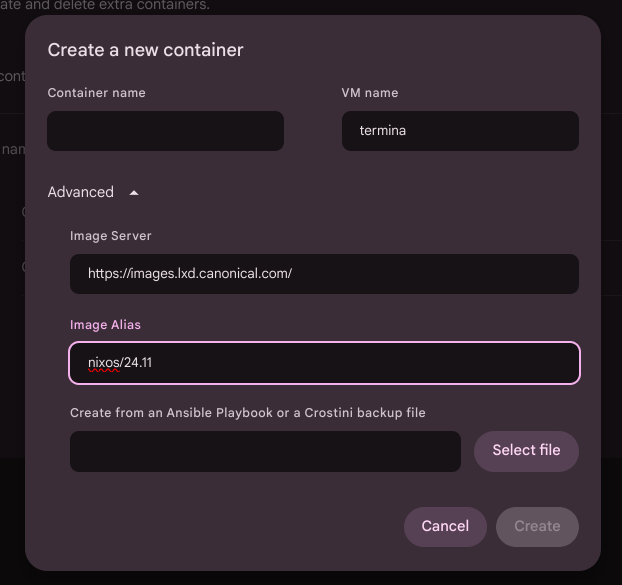 ate and delete extra containers.
Create a new container
cont
Container name
VM name
termina
nam
Advanced
Image Server
https://images.lxd.canonical.com/
Image Alias
nixos/24.11
Create from an Ansible Playbook or a Crostini backup file
Select file
Cancel
Create